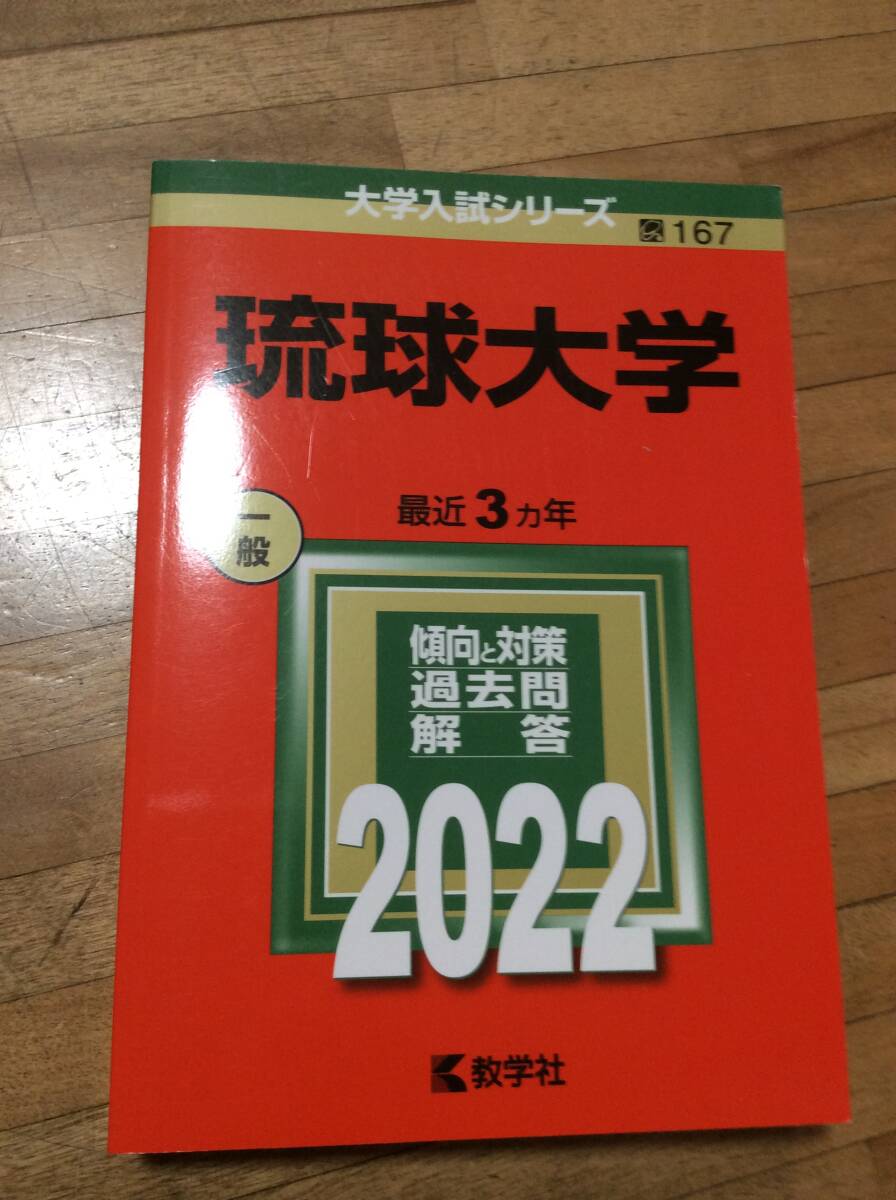 大学入試シリーズ
167
琉球大学
最近3ヵ年
一般
傾向と対策
過去問
解答
2022
教学社